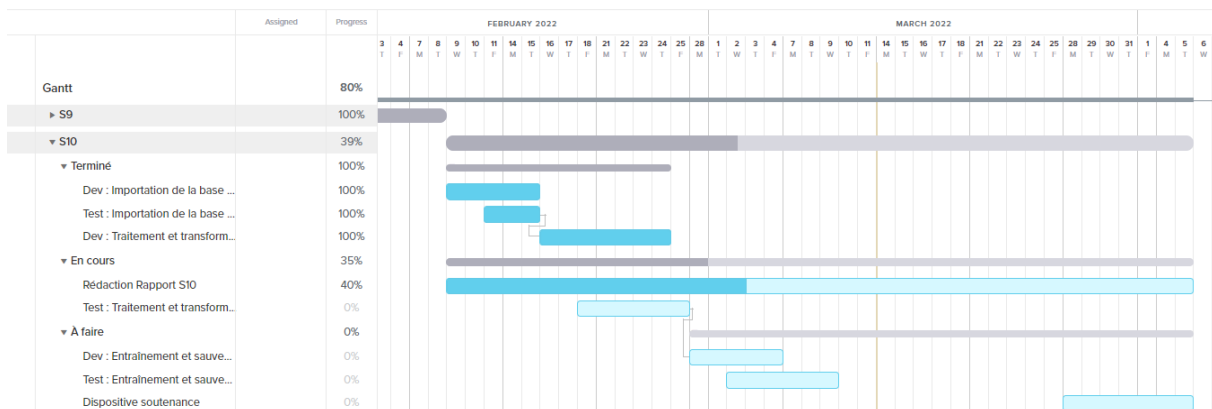 Assigned Progress FEBRUARY 2022 MARCH 2022
3 4 7 8 9 10 11 14 15 16 17 18 21 22 23 24 25 28 1 2 3 4 7 8 9 10 11 14 15 16 17 18 21 22 23 24 25 28 29 30 31 1 4 5 6
T F M T W T F M T W T F M T W T F M T W T F M T W T F M T W T F M T W T F M T W T F M T W
Gantt 80%
S9 100%
S10 39%
Terminé 100%
Dev : Importation de la base ... 100%
Test : Importation de la base ... 100%
Dev : Traitement et transform... 100%
En cours 35%
Rédaction Rapport S10 40%
Test : Traitement et transform... 0%
À faire 0%
Dev : Entraînement et sauve... 0%
Test : Entraînement et sauve... 0%
Dispositive soutenance 0%